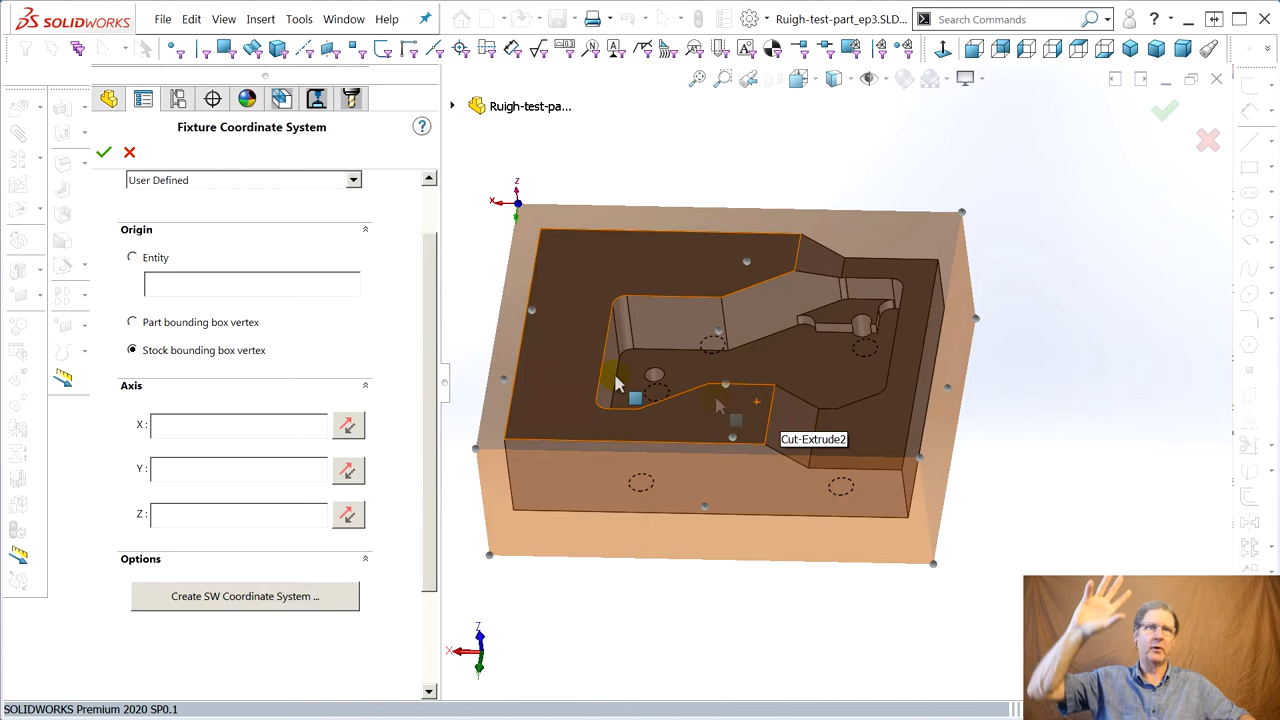 SOLIDWORKS File Edit View Insert Tools Window Help Ruigh-test-part_ep3.SLD... Search Commands ?
Ruigh-test-pa...
Fixture Coordinate System ?
User Defined
Origin
Entity
Part bounding box vertex
Stock bounding box vertex
Axis
X:
Y:
Z:
Options
Create SW Coordinate System ...
Z
X
Cut-Extrude2
Z
X
Y
SOLIDWORKS Premium 2020 SP0.1